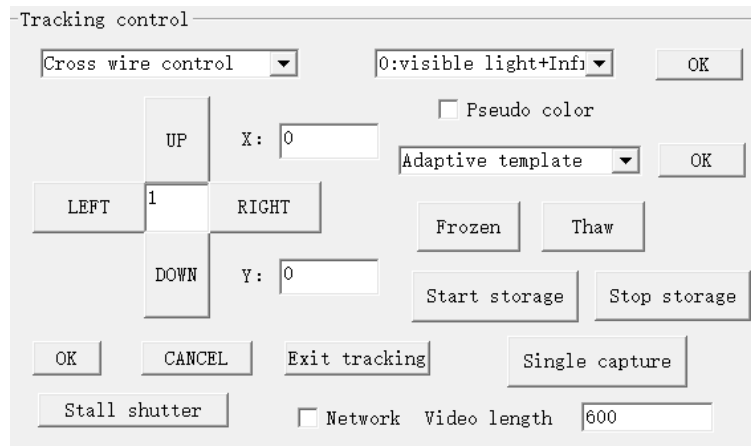 Tracking control
Cross wire control 0:visible light+Inf OK
Pseudo color
UP X: 0
Adaptive template OK
LEFT 1 RIGHT
Frozen Thaw
DOWN Y: 0
Start storage Stop storage
OK CANCEL Exit tracking Single capture
Stall shutter Network Video length 600